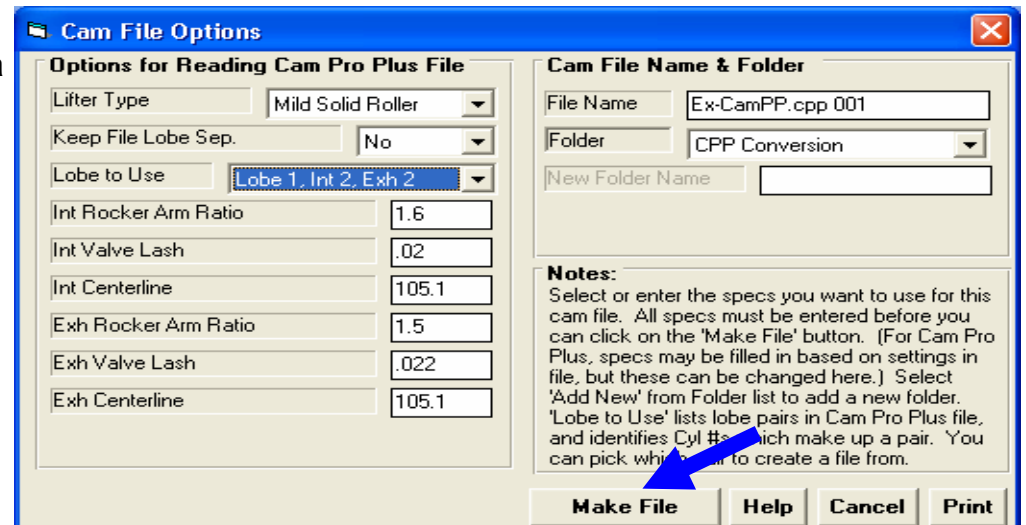 Cam File Options
Options for Reading Cam Pro Plus File
Lifter Type Mild Solid Roller
Keep File Lobe Sep. No
Lobe to Use Lobe 1, Int 2, Exh 2
Int Rocker Arm Ratio 1.6
Int Valve Lash .02
Int Centerline 105.1
Exh Rocker Arm Ratio 1.5
Exh Valve Lash .022
Exh Centerline 105.1
Cam File Name & Folder
File Name Ex-CamPP.cpp 001
Folder CPP Conversion
New Folder Name
Notes:
Select or enter the specs you want to use for this
cam file. All specs must be entered before you
can click on the 'Make File' button. (For Cam Pro
Plus, specs may be filled in based on settings in
file, but these can be changed here.) Select
'Add New' from Folder list to add a new folder.
'Lobe to Use' lists lobe pairs in Cam Pro Plus file,
and identifies Cyl #s which make up a pair. You
can pick which to create a file from.
Make File Help Cancel Print